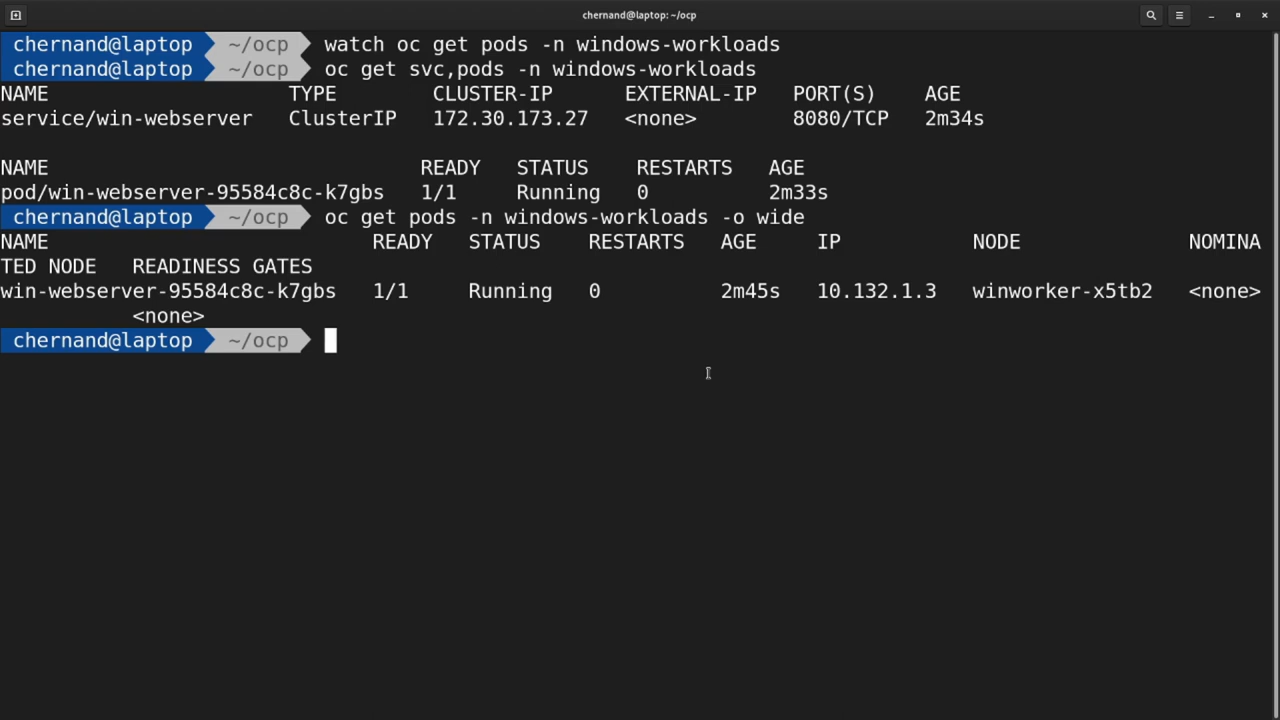 chernand@laptop: ~/ocp
chernand@laptop ~/ocp watch oc get pods -n windows-workloads
chernand@laptop ~/ocp oc get svc,pods -n windows-workloads
NAME TYPE CLUSTER-IP EXTERNAL-IP PORT(S) AGE
service/win-webserver ClusterIP 172.30.173.27 <none> 8080/TCP 2m34s
NAME READY STATUS RESTARTS AGE
pod/win-webserver-95584c8c-k7gbs 1/1 Running 0 2m33s
chernand@laptop ~/ocp oc get pods -n windows-workloads -o wide
NAME READY STATUS RESTARTS AGE IP NODE NOMINA
TED NODE READINESS GATES
win-webserver-95584c8c-k7gbs 1/1 Running 0 2m45s 10.132.1.3 winworker-x5tb2 <none>
<none>
chernand@laptop ~/ocp